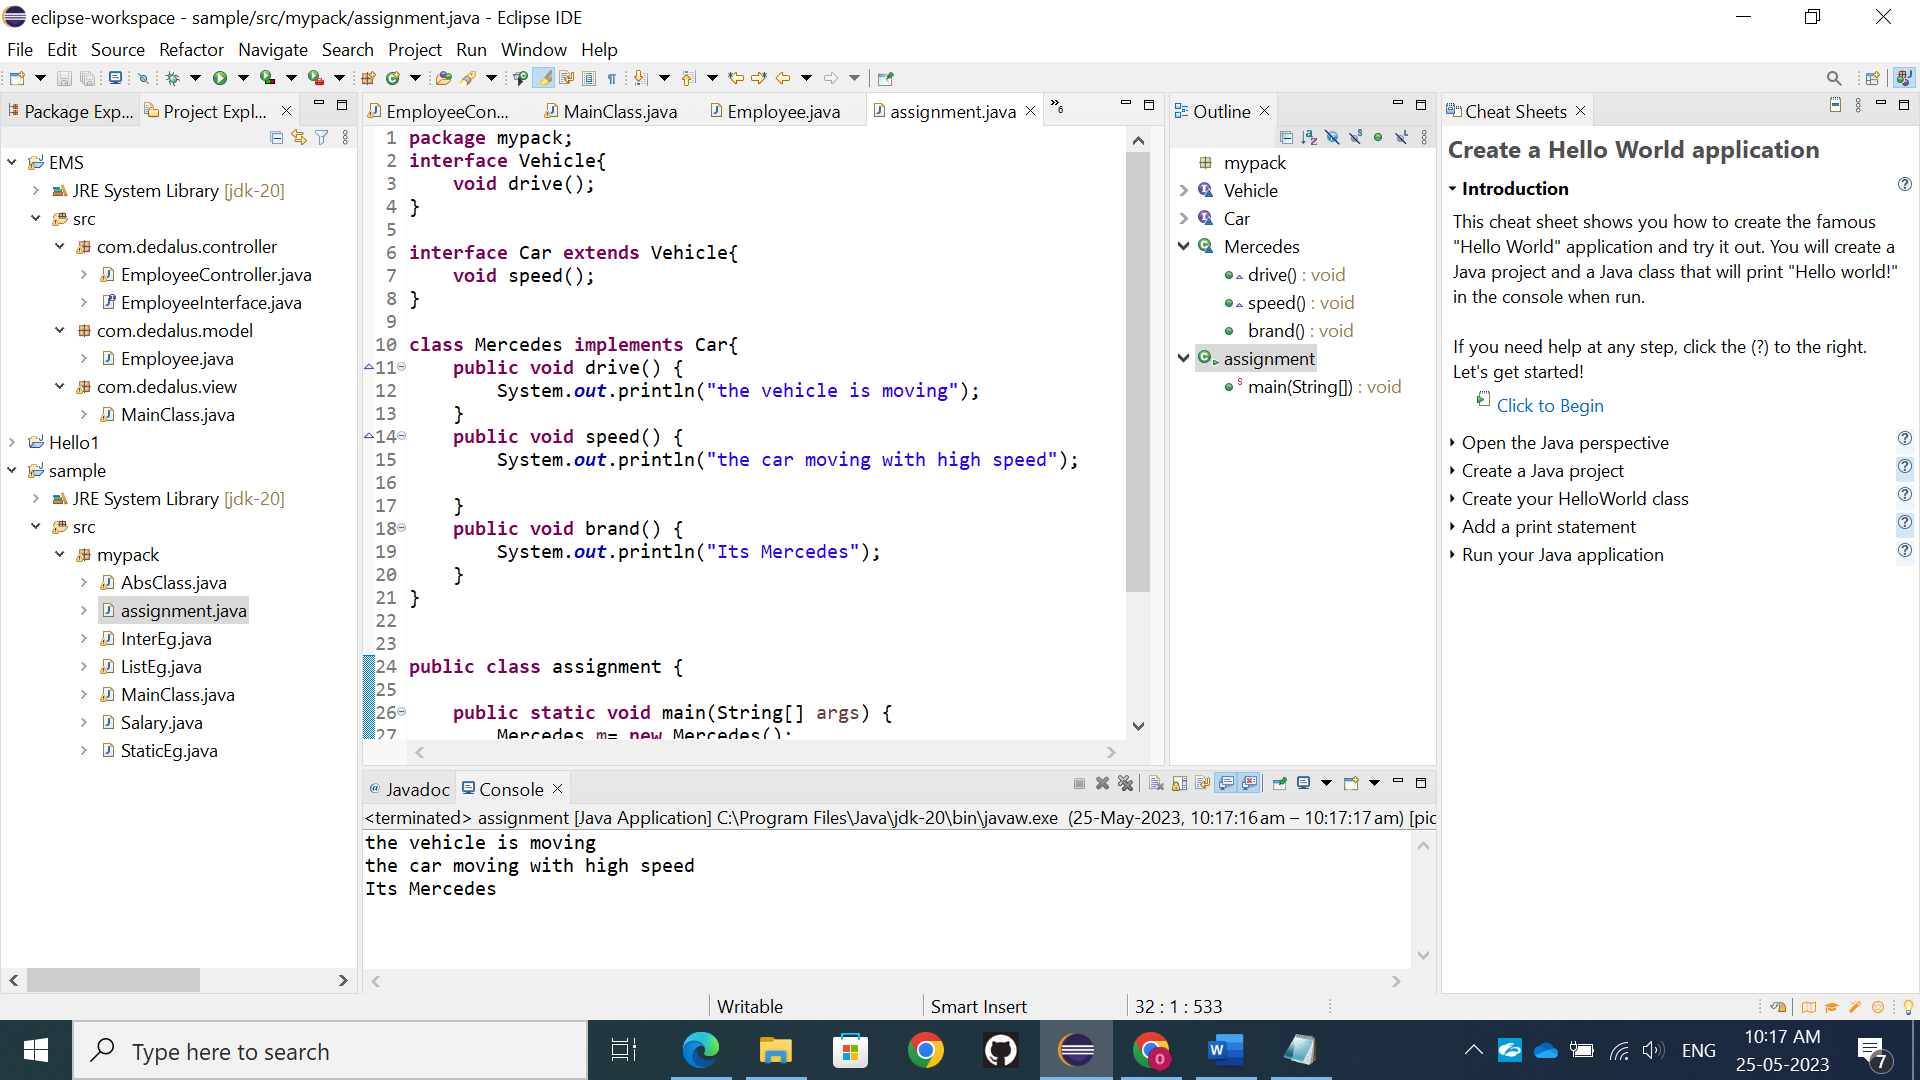 eclipse-workspace - sample/src/mypack/assignment.java - Eclipse IDE
File Edit Source Refactor Navigate Search Project Run Window Help
Package Exp... Project Expl...
EMS
JRE System Library [jdk-20]
src
com.dedalus.controller
EmployeeController.java
EmployeeInterface.java
com.dedalus.model
Employee.java
com.dedalus.view
MainClass.java
Hello1
sample
JRE System Library [jdk-20]
src
mypack
AbsClass.java
assignment.java
InterEg.java
ListEg.java
MainClass.java
Salary.java
StaticEg.java
EmployeeCon... MainClass.java Employee.java assignment.java »6
1 package mypack;
2 interface Vehicle{
3 void drive();
4 }
5
6 interface Car extends Vehicle{
7 void speed();
8 }
9
10 class Mercedes implements Car{
11 public void drive() {
12 System.out.println("the vehicle is moving");
13 }
14 public void speed() {
15 System.out.println("the car moving with high speed");
16
17 }
18 public void brand() {
19 System.out.println("Its Mercedes");
20 }
21 }
22
23
24 public class assignment {
25
26 public static void main(String[] args) {
27 Mercedes m= new Mercedes();
Javadoc Console
<terminated> assignment [Java Application] C:\Program Files\Java\jdk-20\bin\javaw.exe (25-May-2023, 10:17:16 am – 10:17:17 am) [pic
the vehicle is moving
the car moving with high speed
Its Mercedes
Outline
mypack
Vehicle
Car
Mercedes
drive() : void
speed() : void
brand() : void
assignment
main(String[]) : void
Cheat Sheets
Create a Hello World application
Introduction
This cheat sheet shows you how to create the famous
"Hello World" application and try it out. You will create a
Java project and a Java class that will print "Hello world!"
in the console when run.
If you need help at any step, click the (?) to the right.
Let's get started!
Click to Begin
Open the Java perspective
Create a Java project
Create your HelloWorld class
Add a print statement
Run your Java application
Writable Smart Insert 32 : 1 : 533
Type here to search
ENG
10:17 AM
25-05-2023
7